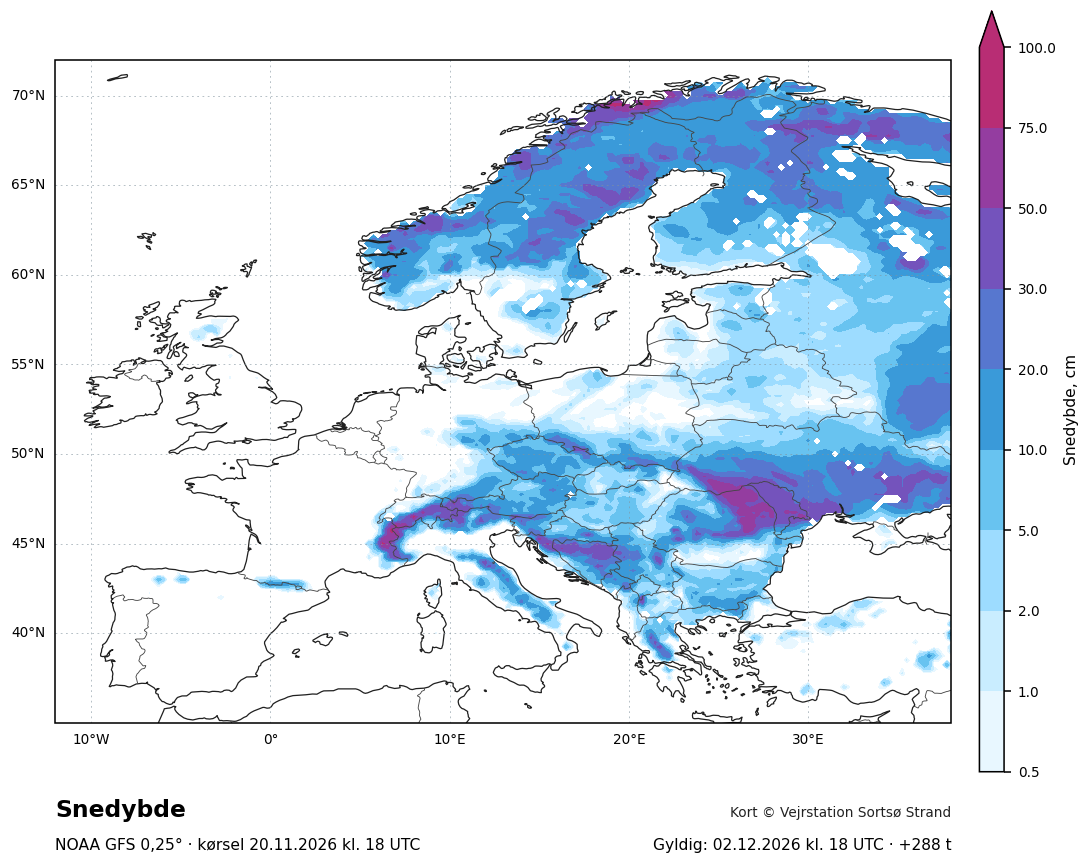 100.0
75.0
50.0
30.0
20.0
10.0
5.0
2.0
1.0
0.5
Snedybde, cm
70°N
65°N
60°N
55°N
50°N
45°N
40°N
10°W 0° 10°E 20°E 30°E
Snedybde
Kort © Vejrstation Sortsø Strand
NOAA GFS 0,25° · kørsel 20.11.2026 kl. 18 UTC
Gyldig: 02.12.2026 kl. 18 UTC · +288 t